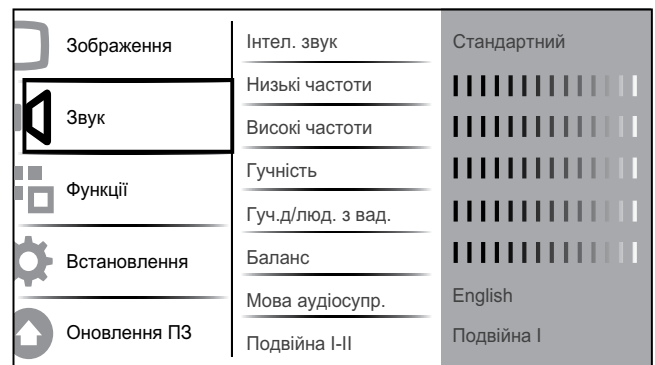 Зображення
Звук
Функції
Встановлення
Оновлення ПЗ
Інтел. звук
Низькі частоти
Високі частоти
Гучність
Гуч.д/люд. з вад.
Баланс
Мова аудіосупр.
Подвійна I-II
Стандартний
English
Подвійна I